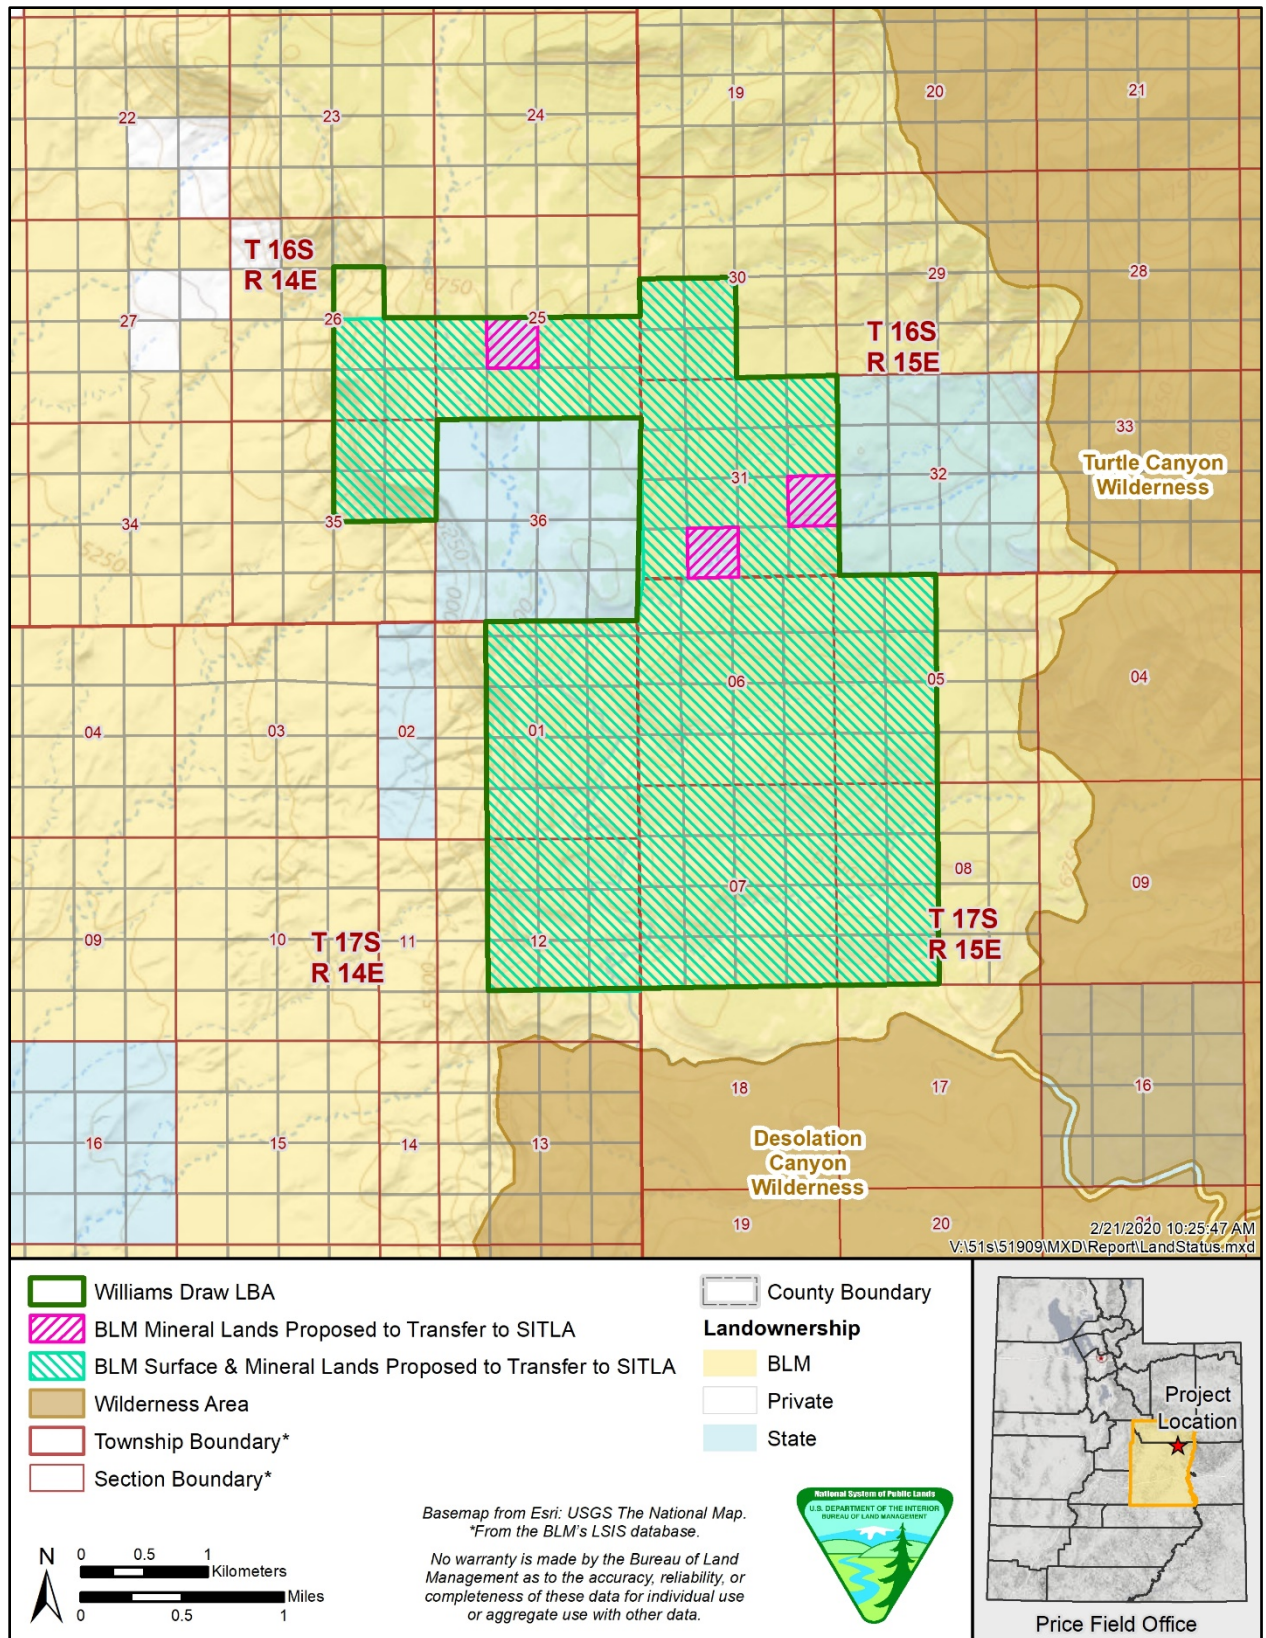 19
20
21
22
23
24
T 16S
R 14E
6750
30
29
28
27
26
25
T 16S
R 15E
33
Turtle Canyon
Wilderness
31
32
34
35
36
5250
06
05
04
04
03
02
01
07
08
09
09
10
T 17S
R 14E
11
12
T 17S
R 15E
18
17
16
16
15
14
13
Desolation
Canyon
Wilderness
19
20
21
2/21/2020 10:25:47 AM
V:\51s\51909\MXD\Report\LandStatus.mxd
Williams Draw LBA
BLM Mineral Lands Proposed to Transfer to SITLA
BLM Surface & Mineral Lands Proposed to Transfer to SITLA
Wilderness Area
Township Boundary*
Section Boundary*
County Boundary
Landownership
BLM
Private
State
N
0 0.5 1
Kilometers
Miles
0 0.5 1
Basemap from Esri: USGS The National Map.
*From the BLM's LSIS database.
No warranty is made by the Bureau of Land
Management as to the accuracy, reliability, or
completeness of these data for individual use
or aggregate use with other data.
National System of Public Lands
U.S. DEPARTMENT OF THE INTERIOR
BUREAU OF LAND MANAGEMENT
Project
Location
Price Field Office